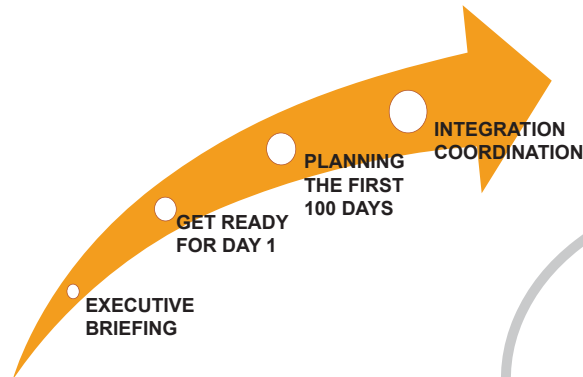 INTEGRATION
COORDINATION
PLANNING
THE FIRST
100 DAYS
GET READY
FOR DAY 1
EXECUTIVE
BRIEFING